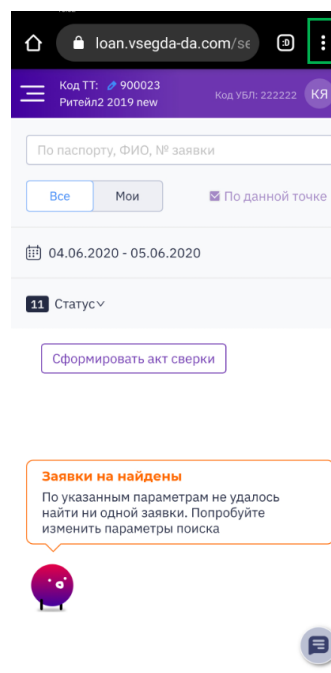 loan.vsegda-da.com/se
:D
Код ТТ: 900023
Ритейл2 2019 new
Код УБЛ: 222222
КЯ
По паспорту, ФИО, № заявки
Все
Мои
По данной точке
04.06.2020 - 05.06.2020
11 Статус
Сформировать акт сверки
Заявки на найдены
По указанным параметрам не удалось
найти ни одной заявки. Попробуйте
изменить параметры поиска